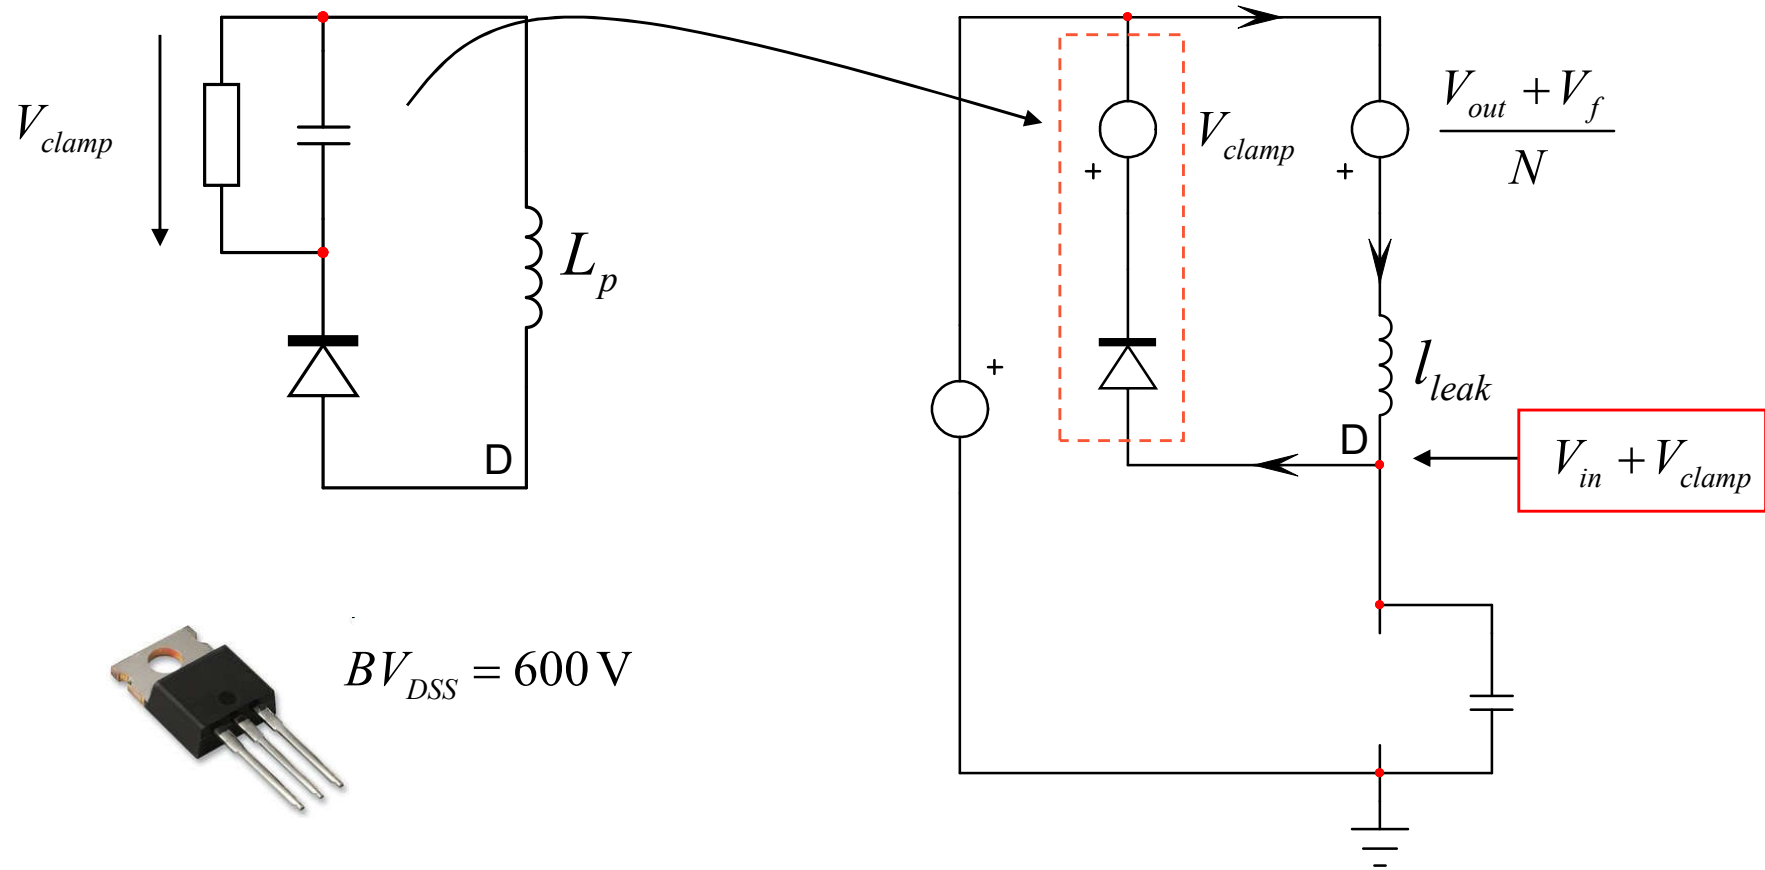 V_clamp
L_p
D
BV_DSS = 600 V
+
V_clamp
+
+
V_out + V_f
N
l_leak
D
V_in + V_clamp